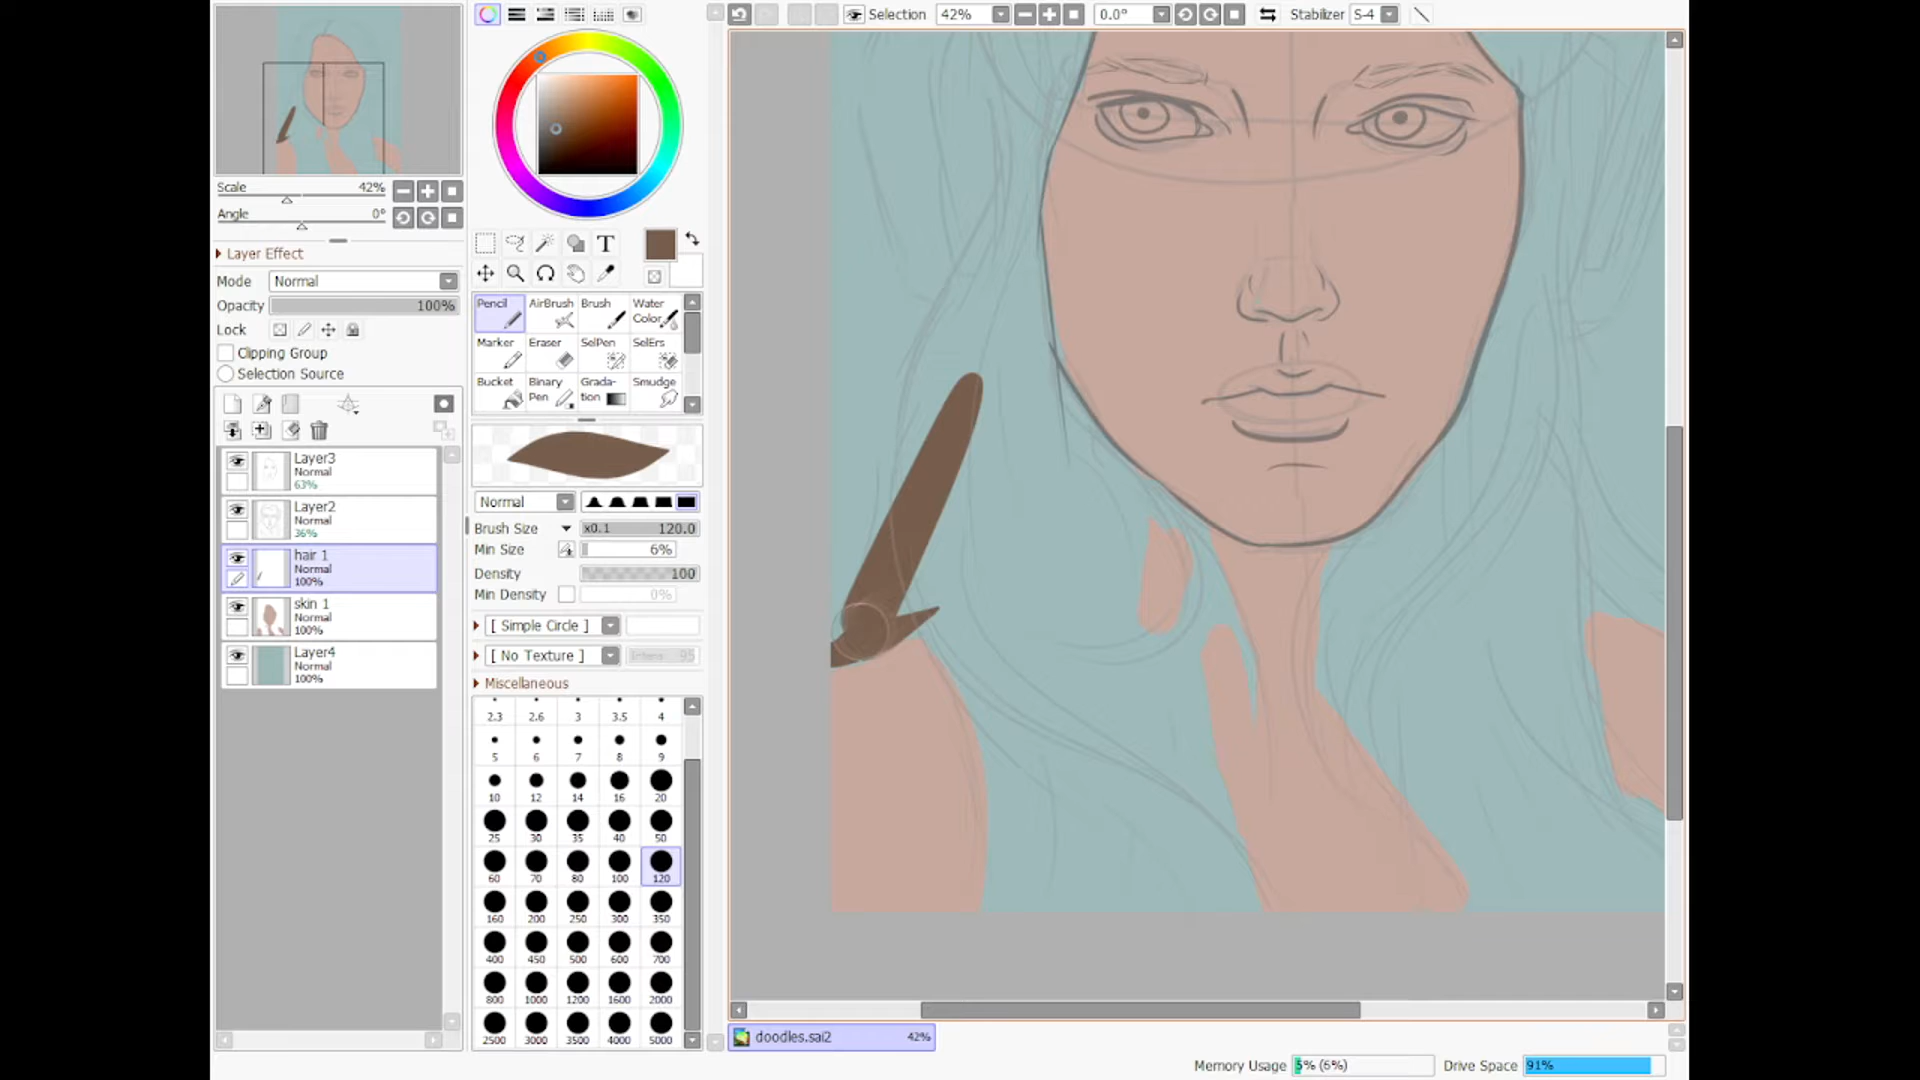 Selection
42%
0.0°
Stabilizer
S-4
Scale
42%
Angle
0°
Layer Effect
Mode
Normal
Opacity
100%
Lock
Clipping Group
Selection Source
Layer3
Normal
63%
Layer2
Normal
36%
hair 1
Normal
100%
skin 1
Normal
100%
Layer4
Normal
100%
T
Pencil
AirBrush
Brush
Water
Color
Marker
Eraser
SelPen
SelErs
Bucket
Binary
Pen
Grada-
tion
Smudge
Normal
Brush Size
x0.1
120.0
Min Size
6%
Density
100
Min Density
0%
[ Simple Circle ]
[ No Texture ]
95
Miscellaneous
2.3 2.6 3 3.5 4
5 6 7 8 9
10 12 14 16 20
25 30 35 40 50
60 70 80 100 120
160 200 250 300 350
400 450 500 600 700
800 1000 1200 1600 2000
2500 3000 3500 4000 5000
doodles.sai2
42%
Memory Usage
5% (6%)
Drive Space
91%